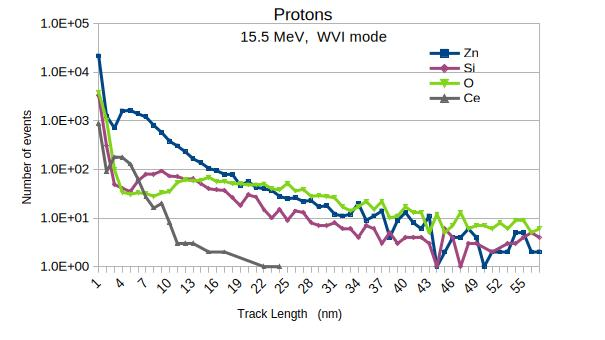 Protons
15.5 MeV, WVI mode
1.0E+05
1.0E+04
1.0E+03
1.0E+02
1.0E+01
1.0E+00
Number of events
Zn
Si
O
Ce
1 4 7 10 13 16 19 22 25 28 31 34 37 40 43 46 49 52 55
Track Length (nm)